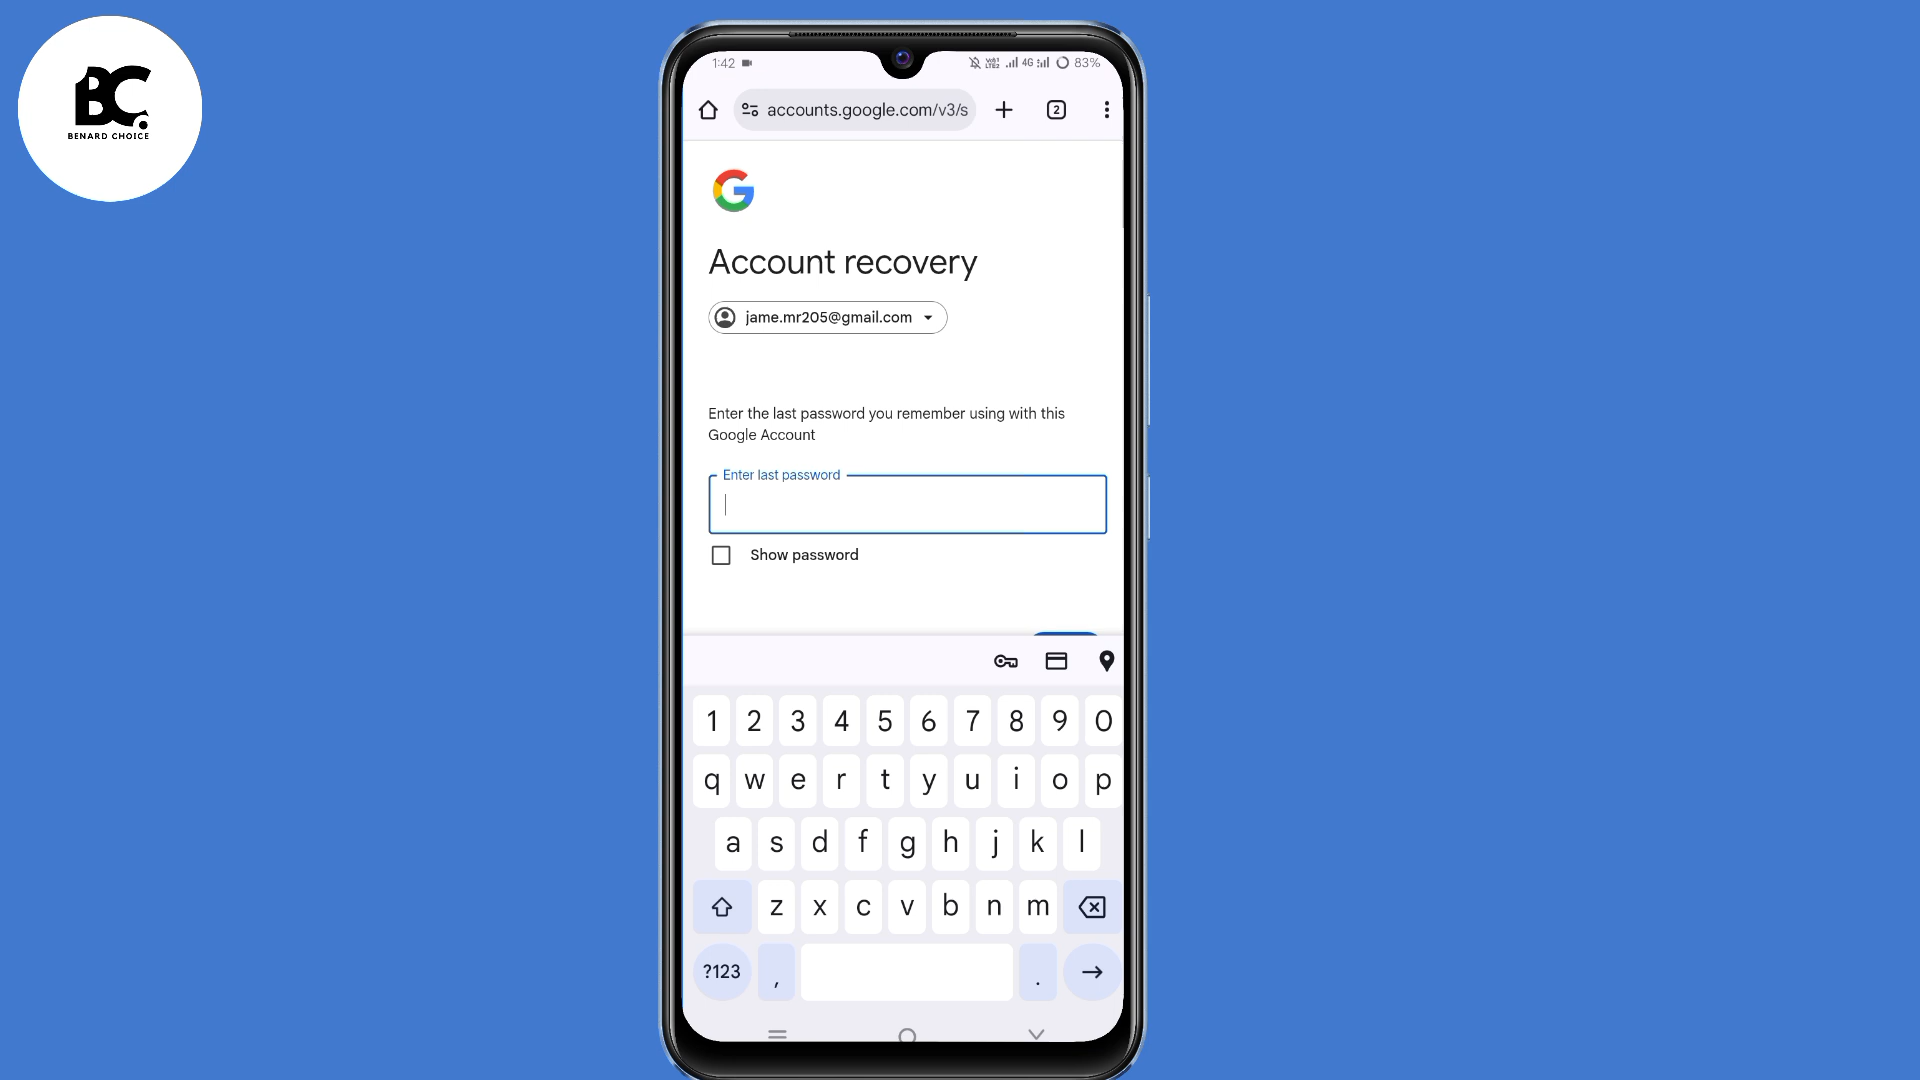 BC
BENARD CHOICE
1:42
4G
83%
accounts.google.com/v3/s
2
G
Account recovery
jame.mr205@gmail.com
Enter the last password you remember using with this
Google Account
Enter last password
Show password
1 2 3 4 5 6 7 8 9 0
q w e r t y u i o p
a s d f g h j k l
z x c v b n m
?123 , .